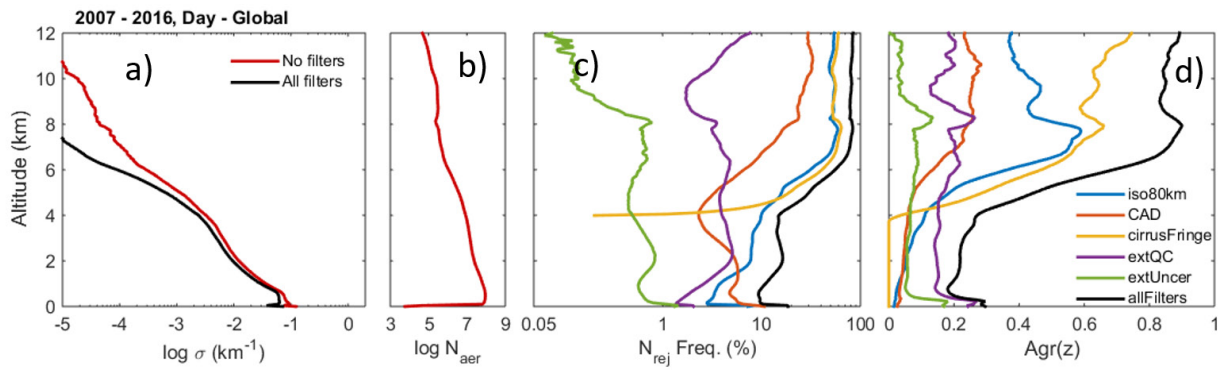 2007 - 2016, Day - Global
a)
No filters
All filters
b)
c)
d)
Altitude (km)
12
10
8
6
4
2
0
iso80km
CAD
cirrusFringe
extQC
extUncer
allFilters
-5 -4 -3 -2 -1 0
3 5 7 9
0.05 1 10 100
0 0.2 0.4 0.6 0.8 1
log σ (km⁻¹)
log N_aer
N_rej Freq. (%)
Agr(z)